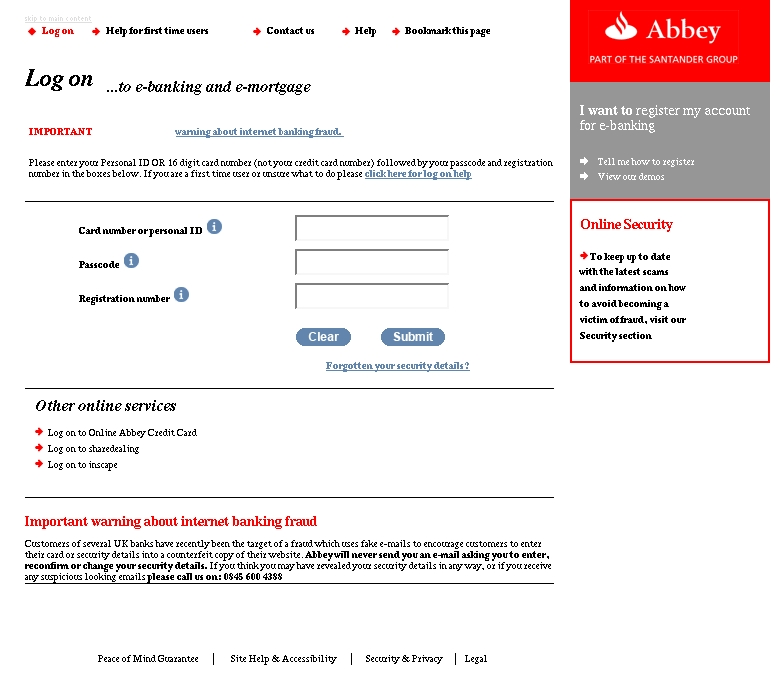 skip to main content
Log on Help for first time users Contact us Help Bookmark this page
Abbey
PART OF THE SANTANDER GROUP
Log on ...to e-banking and e-mortgage
I want to register my account
for e-banking
Tell me how to register
View our demos
IMPORTANT warning about internet banking fraud.
Please enter your Personal ID OR 16 digit card number (not your credit card number) followed by your passcode and registration
number in the boxes below. If you are a first time user or unsure what to do please click here for log on help
Card number or personal ID i
Passcode i
Registration number i
Clear Submit
Forgotten your security details?
Online Security
To keep up to date
with the latest scams
and information on how
to avoid becoming a
victim of fraud, visit our
Security section
Other online services
Log on to Online Abbey Credit Card
Log on to sharedealing
Log on to inscape
Important warning about internet banking fraud
Customers of several UK banks have recently been the target of a fraud which uses fake e-mails to encourage customers to enter
their card or security details into a counterfeit copy of their website. Abbey will never send you an e-mail asking you to enter,
reconfirm or change your security details. If you think you may have revealed your security details in any way, or if you receive
any suspicious looking emails please call us on: 0845 600 4388
Peace of Mind Guarantee | Site Help & Accessibility | Security & Privacy | Legal